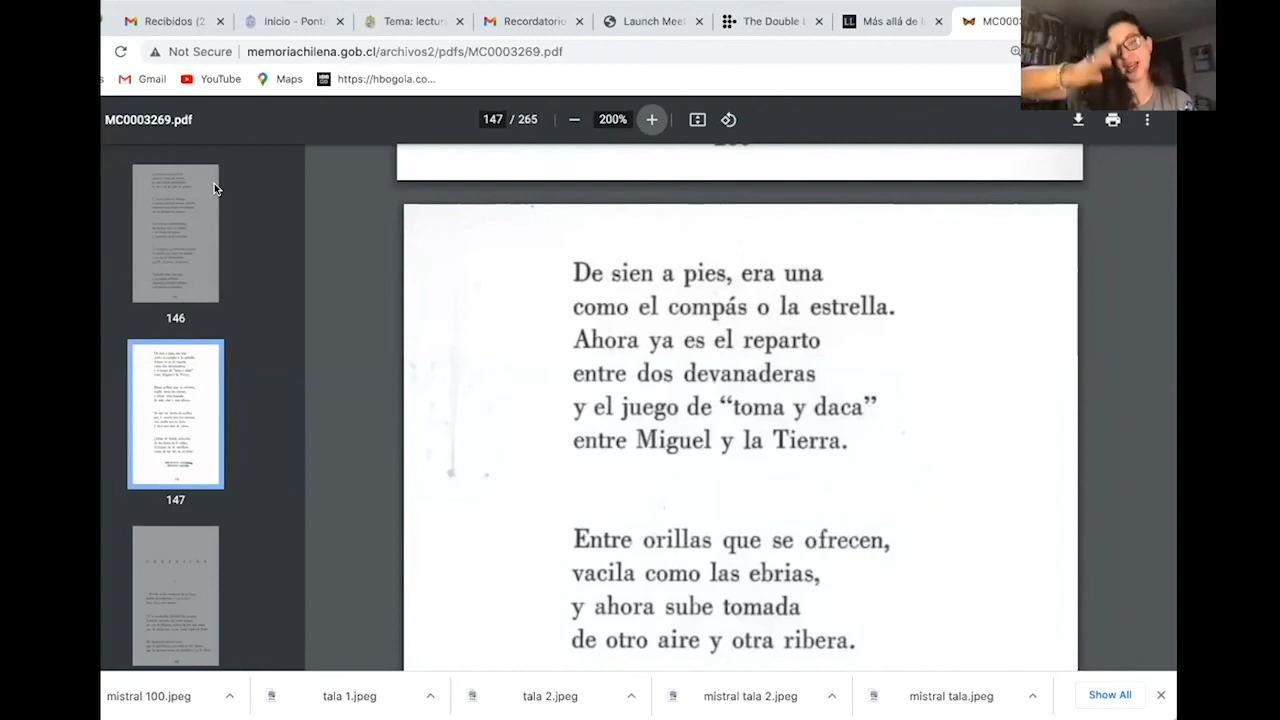 Recibidos (2
Inicio - Ponti
Tema: lectur
Recordatorio
Launch Meet
The Double L
Más allá de l
MC0003
Not Secure
memoriachilena.gob.cl/archivos2/pdfs/MC0003269.pdf
s
Gmail
YouTube
Maps
https://hbogola.co...
MC0003269.pdf
147 / 265
200%
146
147
De sien a pies, era una
como el compás o la estrella.
Ahora ya es el reparto
entre dos devanaderas
y el juego de “toma y daca”
entre Miguel y la Tierra.
Entre orillas que se ofrecen,
vacila como las ebrias,
y ahora sube tomada
de otro aire y otra ribera.
mistral 100.jpeg
tala 1.jpeg
tala 2.jpeg
mistral tala 2.jpeg
mistral tala.jpeg
Show All